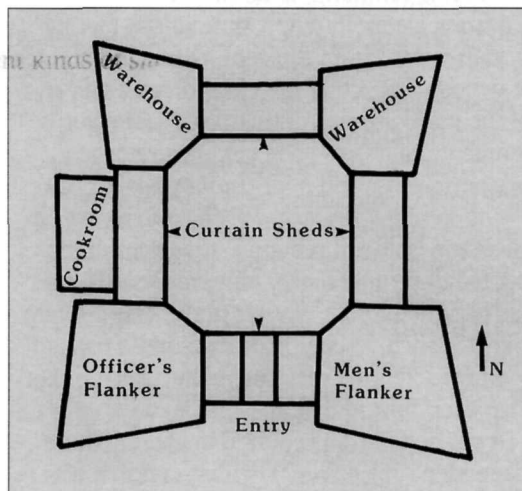 Warehouse
Warehouse
Curtain Sheds
Cookroom
Officer's
Flanker
Men's
Flanker
N
Entry